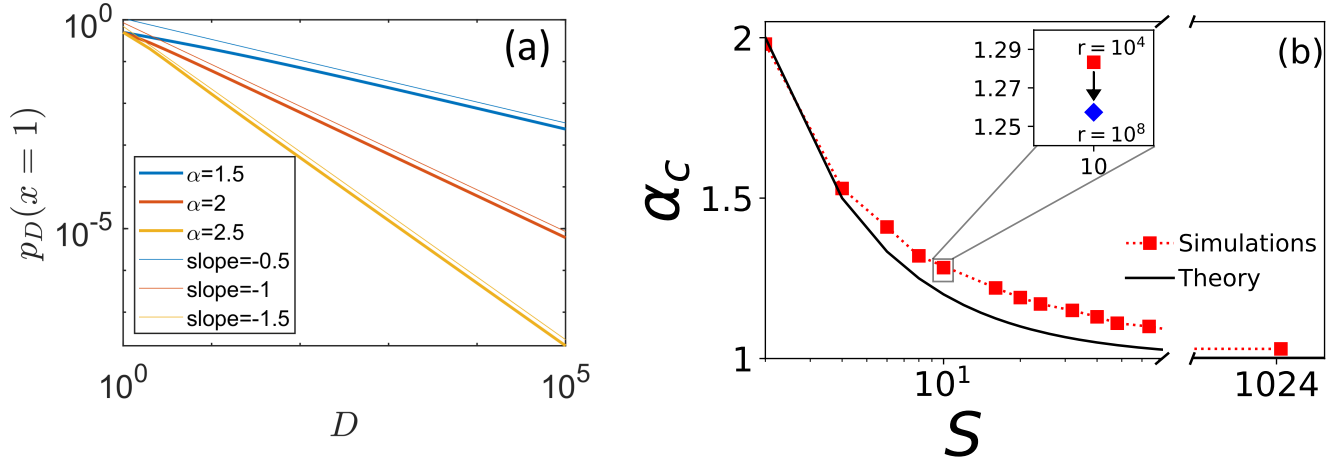 (a)
10^0
10^{-5}
p_D(x = 1)
α=1.5
α=2
α=2.5
slope=-0.5
slope=-1
slope=-1.5
10^0
10^5
D
(b)
2
1.5
1
α_C
1.29
1.27
1.25
r = 10^4
r = 10^8
10
Simulations
Theory
10^1
1024
S